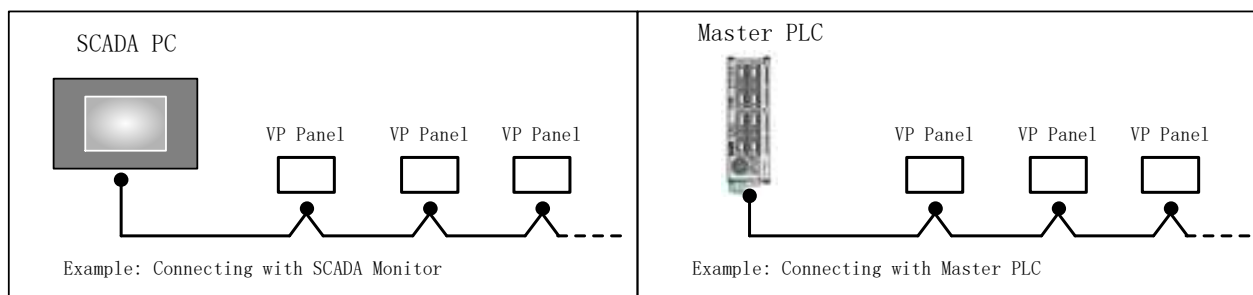 SCADA PC
VP Panel
VP Panel
VP Panel
Example: Connecting with SCADA Monitor
Master PLC
VP Panel
VP Panel
VP Panel
Example: Connecting with Master PLC